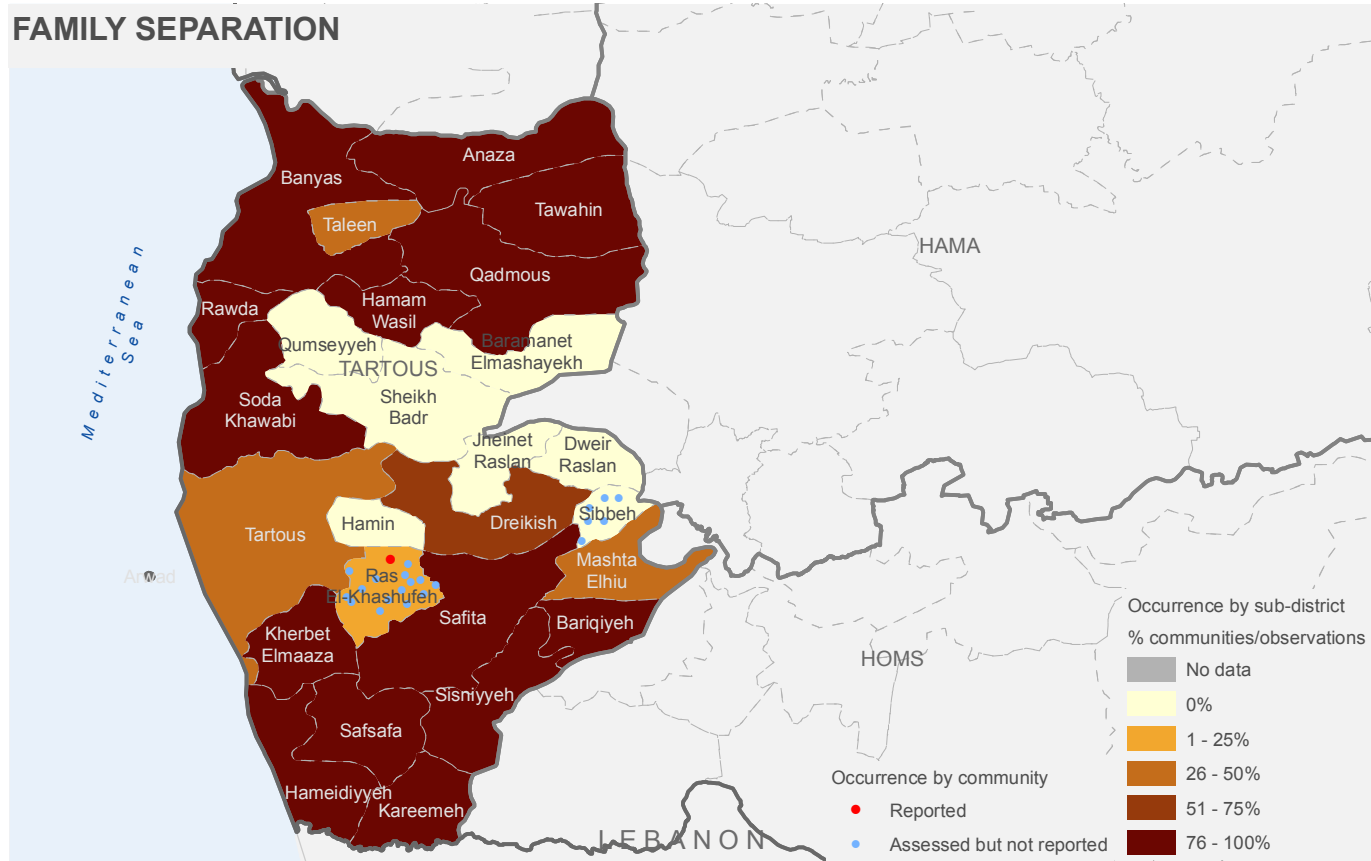 FAMILY SEPARATION
Anaza
Banyas
Tawahin
Taleen
Mediterranean
Sea
HAMA
Qadmous
Rawda
Hamam
Wasil
Qumseyyeh
Baramanet
Elmashayekh
TARTOUS
Soda
Khawabi
Sheikh
Badr
Jheinet
Raslan
Dweir
Raslan
Sibbeh
Hamin
Dreikish
Tartous
Mashta
Elhiu
Arwad
Ras
El-Khashufeh
Safita
Bariqiyeh
Kherbet
Elmaaza
HOMS
Sisniyyeh
Safsafa
Hameidiyyeh
Kareemeh
LEBANON
Occurrence by community
Reported
Assessed but not reported
Occurrence by sub-district
% communities/observations
No data
0%
1 - 25%
26 - 50%
51 - 75%
76 - 100%